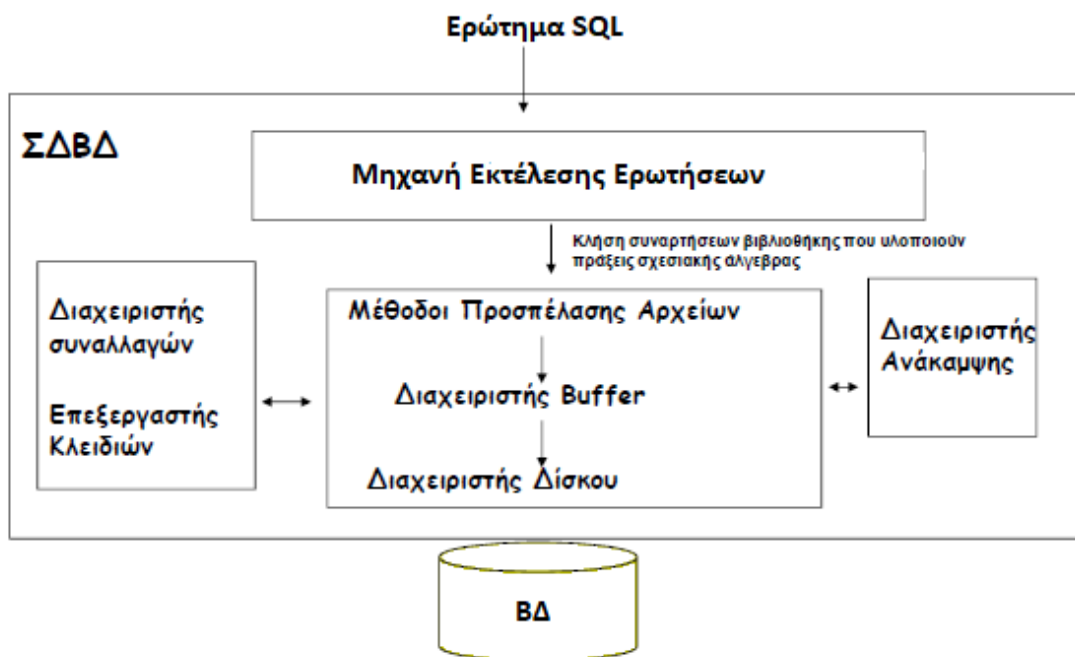 Ερώτημα SQL
ΣΔΒΔ
Μηχανή Εκτέλεσης Ερωτήσεων
Κλήση συναρτήσεων βιβλιοθήκης που υλοποιούν
πράξεις σχεσιακής άλγεβρας
Διαχειριστής
συναλλαγών
Επεξεργαστής
Κλειδιών
Μέθοδοι Προσπέλασης Αρχείων
Διαχειριστής Buffer
Διαχειριστής Δίσκου
Διαχειριστής
Ανάκαμψης
ΒΔ